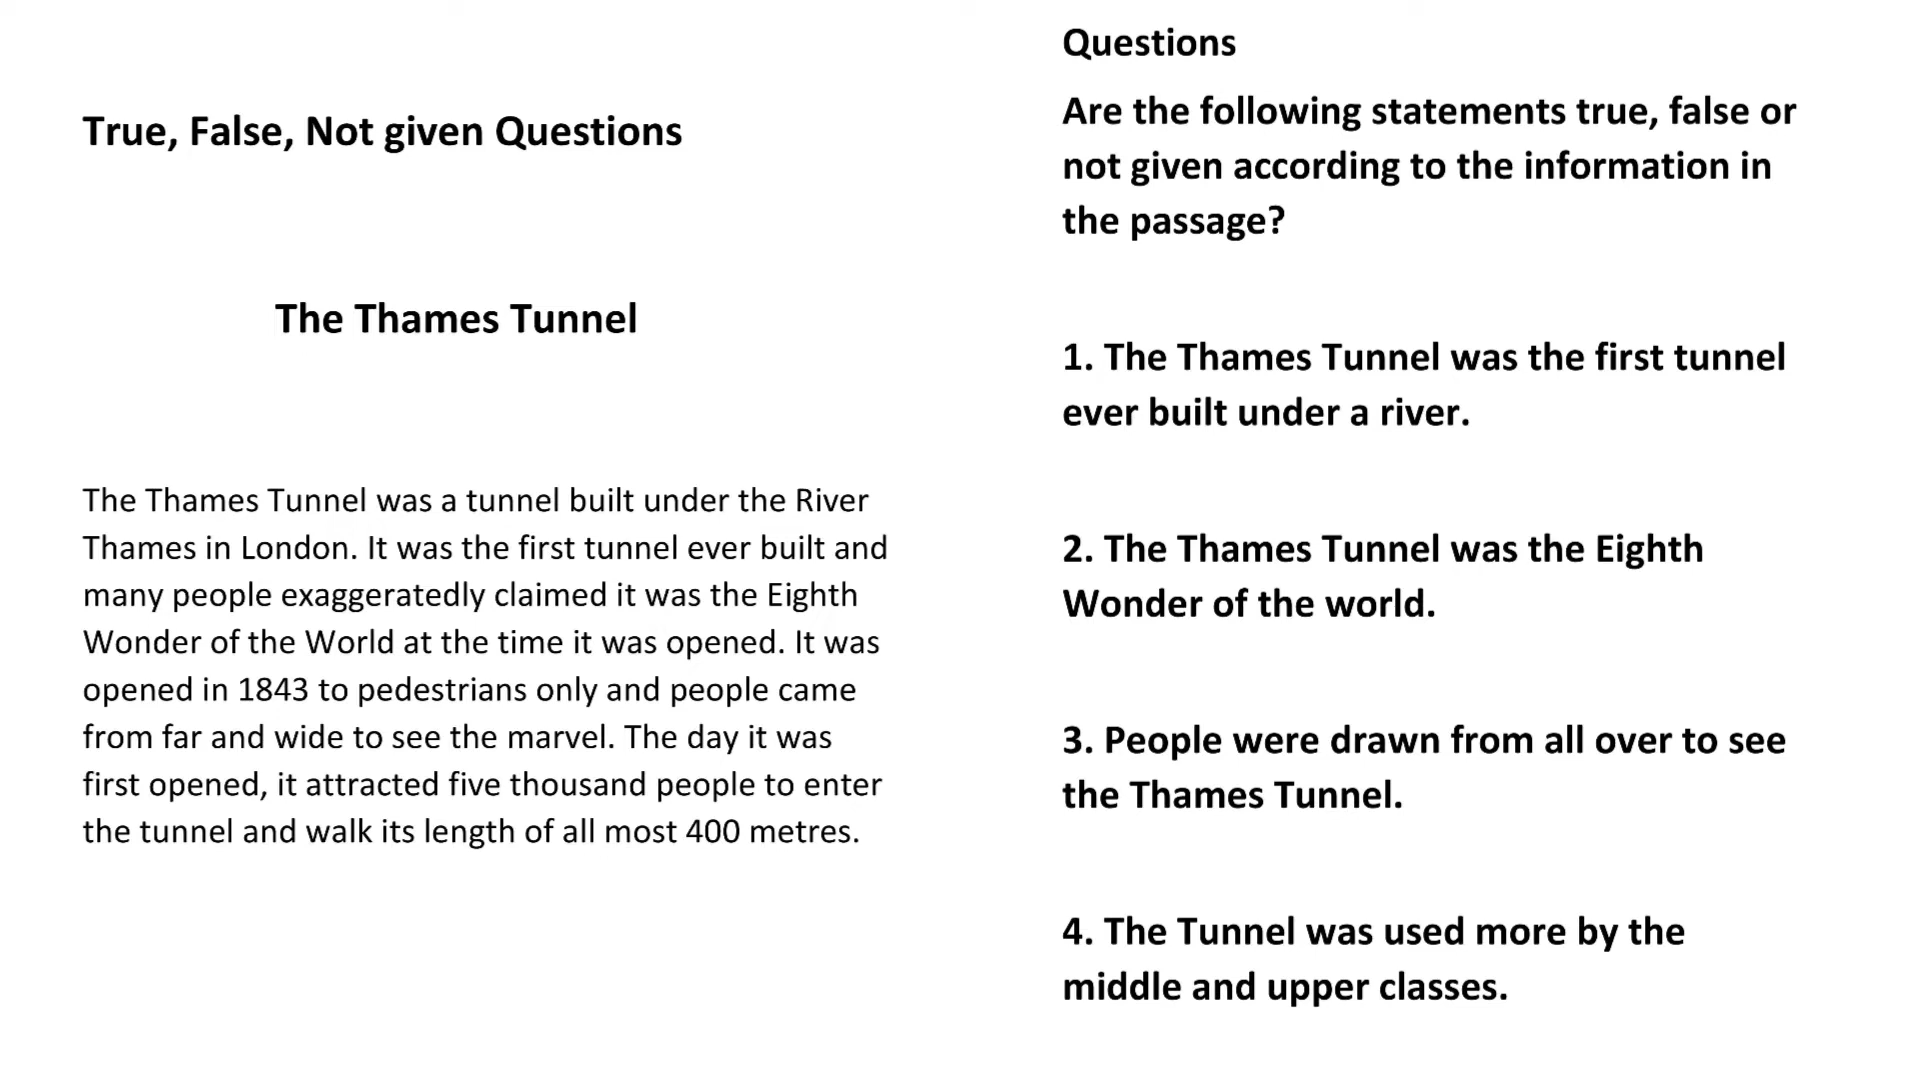 True, False, Not given Questions
The Thames Tunnel
The Thames Tunnel was a tunnel built under the River
Thames in London. It was the first tunnel ever built and
many people exaggeratedly claimed it was the Eighth
Wonder of the World at the time it was opened. It was
opened in 1843 to pedestrians only and people came
from far and wide to see the marvel. The day it was
first opened, it attracted five thousand people to enter
the tunnel and walk its length of all most 400 metres.
Questions
Are the following statements true, false or
not given according to the information in
the passage?
1. The Thames Tunnel was the first tunnel
ever built under a river.
2. The Thames Tunnel was the Eighth
Wonder of the world.
3. People were drawn from all over to see
the Thames Tunnel.
4. The Tunnel was used more by the
middle and upper classes.